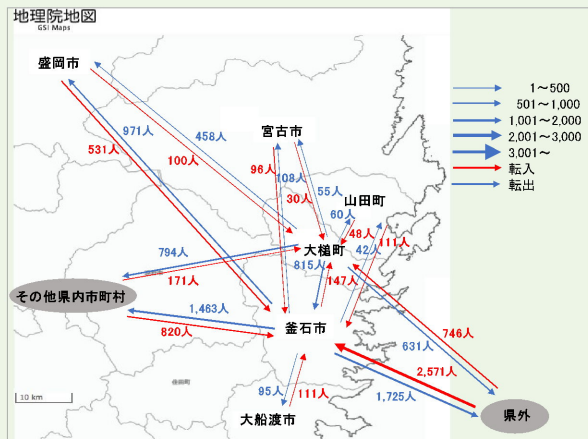 地理院地図
GSI Maps
盛岡市
宮古市
山田町
大槌町
釜石市
大船渡市
その他県内市町村
県外
971人
531人
458人
100人
96人
108人
30人
55人
60人
48人
42人
111人
794人
171人
815人
147人
1,463人
820人
746人
631人
2,571人
1,725人
95人
111人
住田町
10 km
1～500
501～1,000
1,001～2,000
2,001～3,000
3,001～
転入
転出